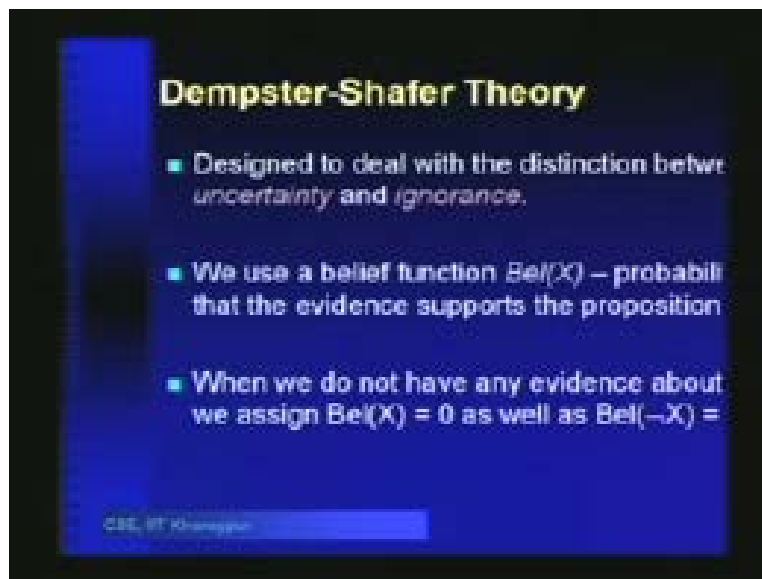 Dempster-Shafer Theory
Designed to deal with the distinction betwe
uncertainty and ignorance.
We use a belief function Bel(X) – probabili
that the evidence supports the proposition
When we do not have any evidence about
we assign Bel(X) = 0 as well as Bel(¬X) =
CSE, IIT Kharagpur